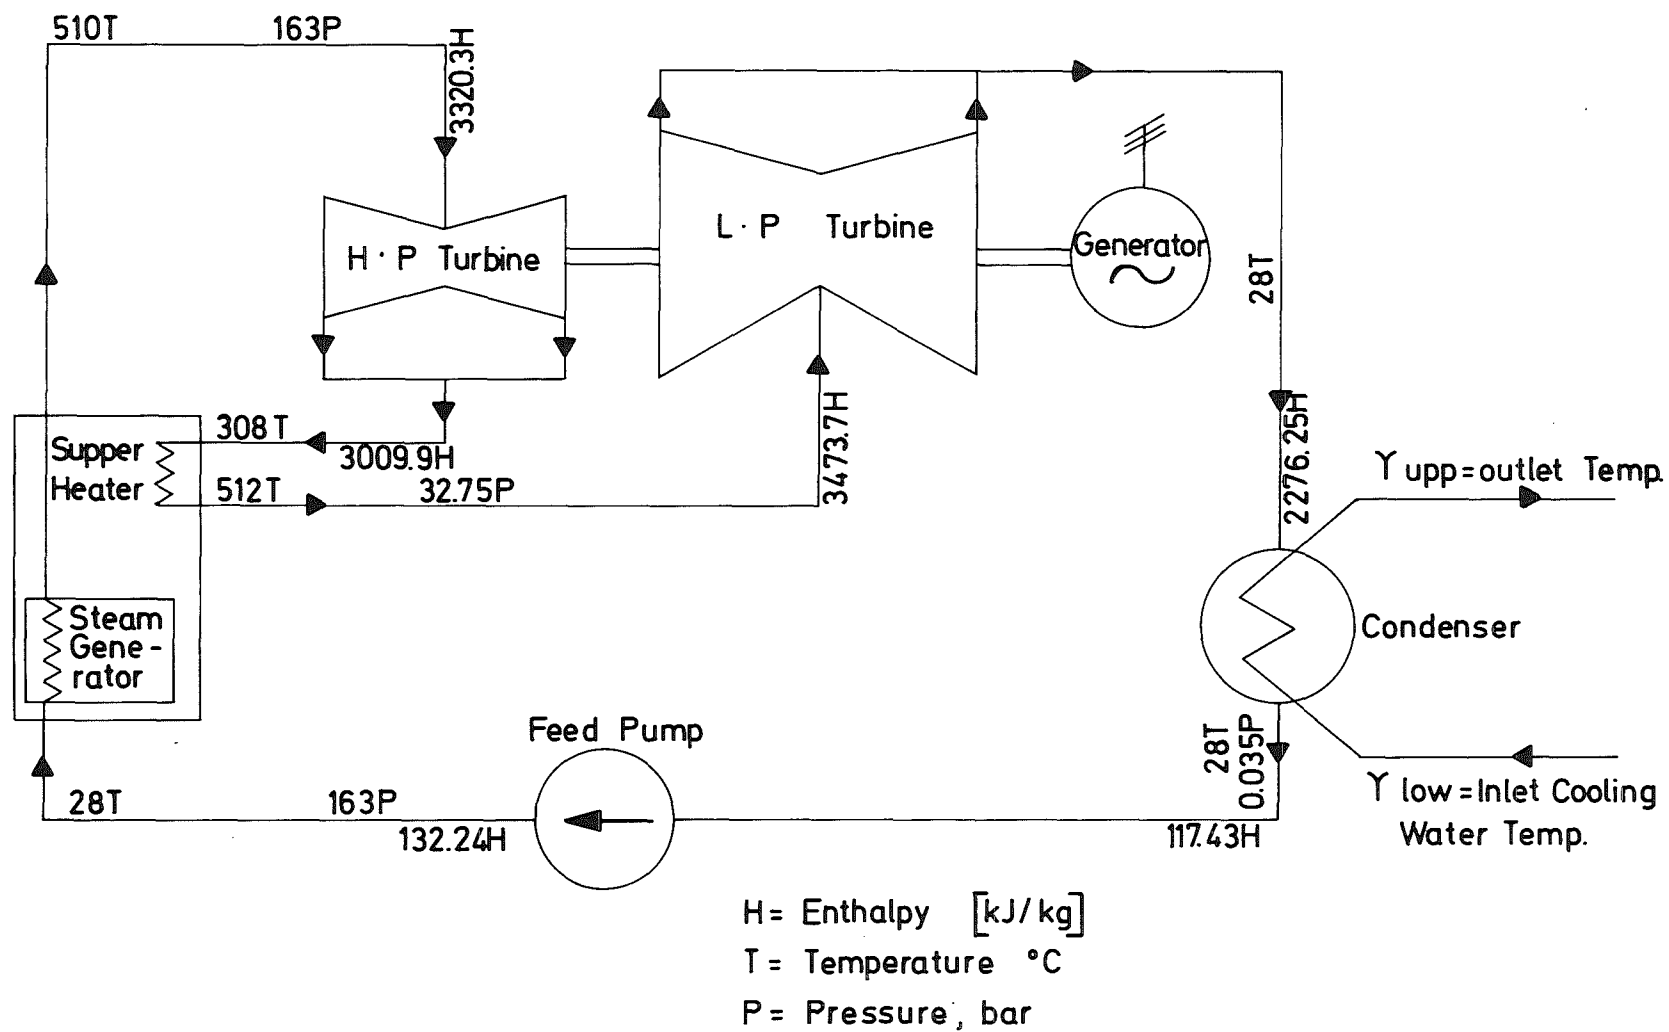 510T
163P
3320.3H
H·P Turbine
L·P Turbine
Generator
28T
2276.25H
308T
3009.9H
Supper
Heater
512T
32.75P
3473.7H
ϒ upp=outlet Temp.
Steam
Gene-
rator
Condenser
Feed Pump
28T
0.035P
28T
163P
132.24H
117.43H
ϒ low=Inlet Cooling
Water Temp.
H= Enthalpy [kJ/kg]
T= Temperature °C
P= Pressure, bar